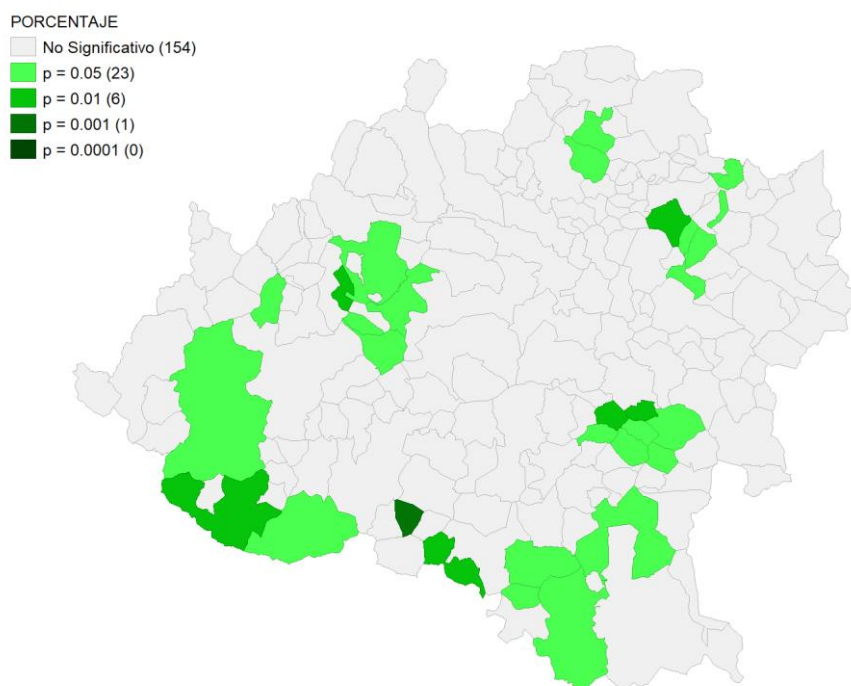 PORCENTAJE
No Significativo (154)
p = 0.05 (23)
p = 0.01 (6)
p = 0.001 (1)
p = 0.0001 (0)